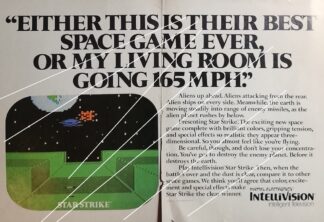 “EITHER THIS IS THEIR BEST
SPACE GAME EVER,
OR MY LIVING ROOM IS
GOING 165 MPH.”
Aliens up ahead. Aliens attacking from the rear.
Alien ships on every side. Meanwhile, the earth is
moving steadily into range of enemy missiles, as the
alien planet rushes by below.
Presenting Star Strike. The exciting new space
game complete with brilliant colors, gripping tension,
and special effects so realistic they appear three-
dimensional. So you almost feel like you're flying.
Be careful, though, and don't lose your concentra-
tion. You've got to destroy the enemy planet. Before it
destroys the earth.
Play Intellivision Star Strike. Then, when the
battle's over and the dust is clear, compare it to other
space games. We think you'll agree that color, excite-
ment and special effects make
Star Strike the clear winner.
STAR STRIKE
MATTEL ELECTRONICS
INTELLIVISION
Intelligent Television